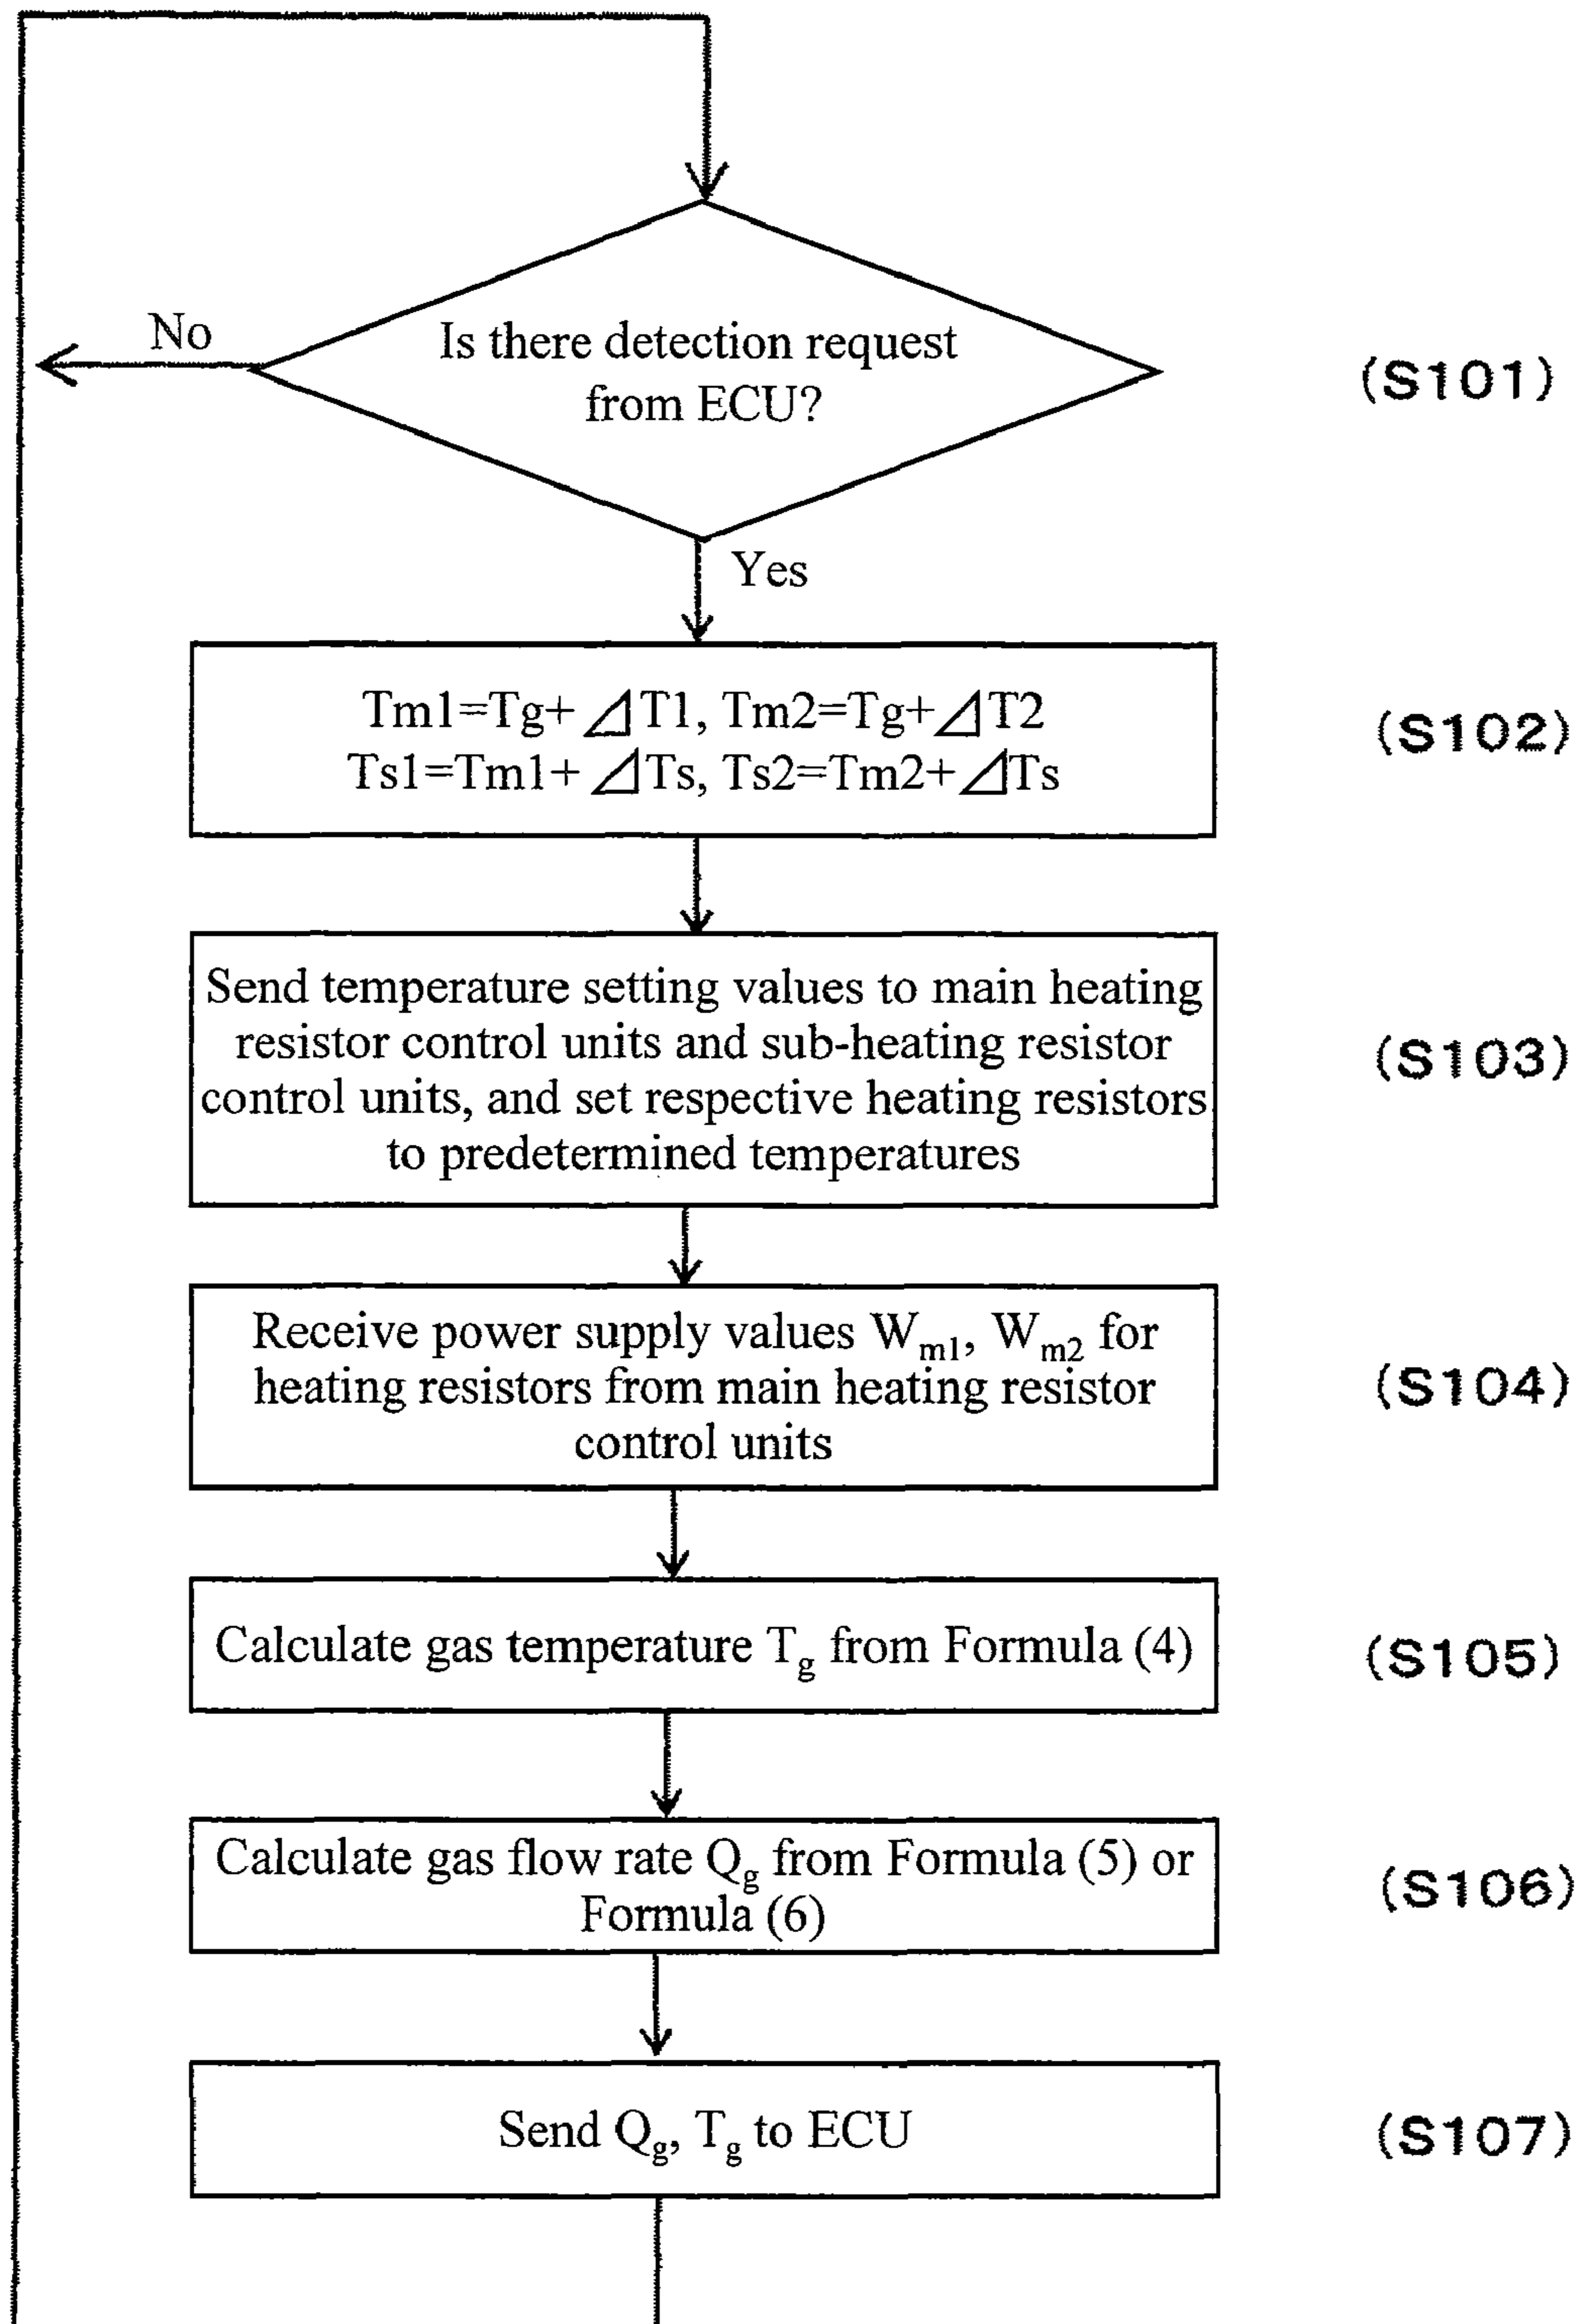 Is there detection request
from ECU?
(S101)
No
Yes
Tm1=Tg+⊿T1, Tm2=Tg+⊿T2
Ts1=Tm1+⊿Ts, Ts2=Tm2+⊿Ts
(S102)
Send temperature setting values to main heating
resistor control units and sub-heating resistor
control units, and set respective heating resistors
to predetermined temperatures
(S103)
Receive power supply values Wm1, Wm2 for
heating resistors from main heating resistor
control units
(S104)
Calculate gas temperature Tg from Formula (4)
(S105)
Calculate gas flow rate Qg from Formula (5) or
Formula (6)
(S106)
Send Qg, Tg to ECU
(S107)